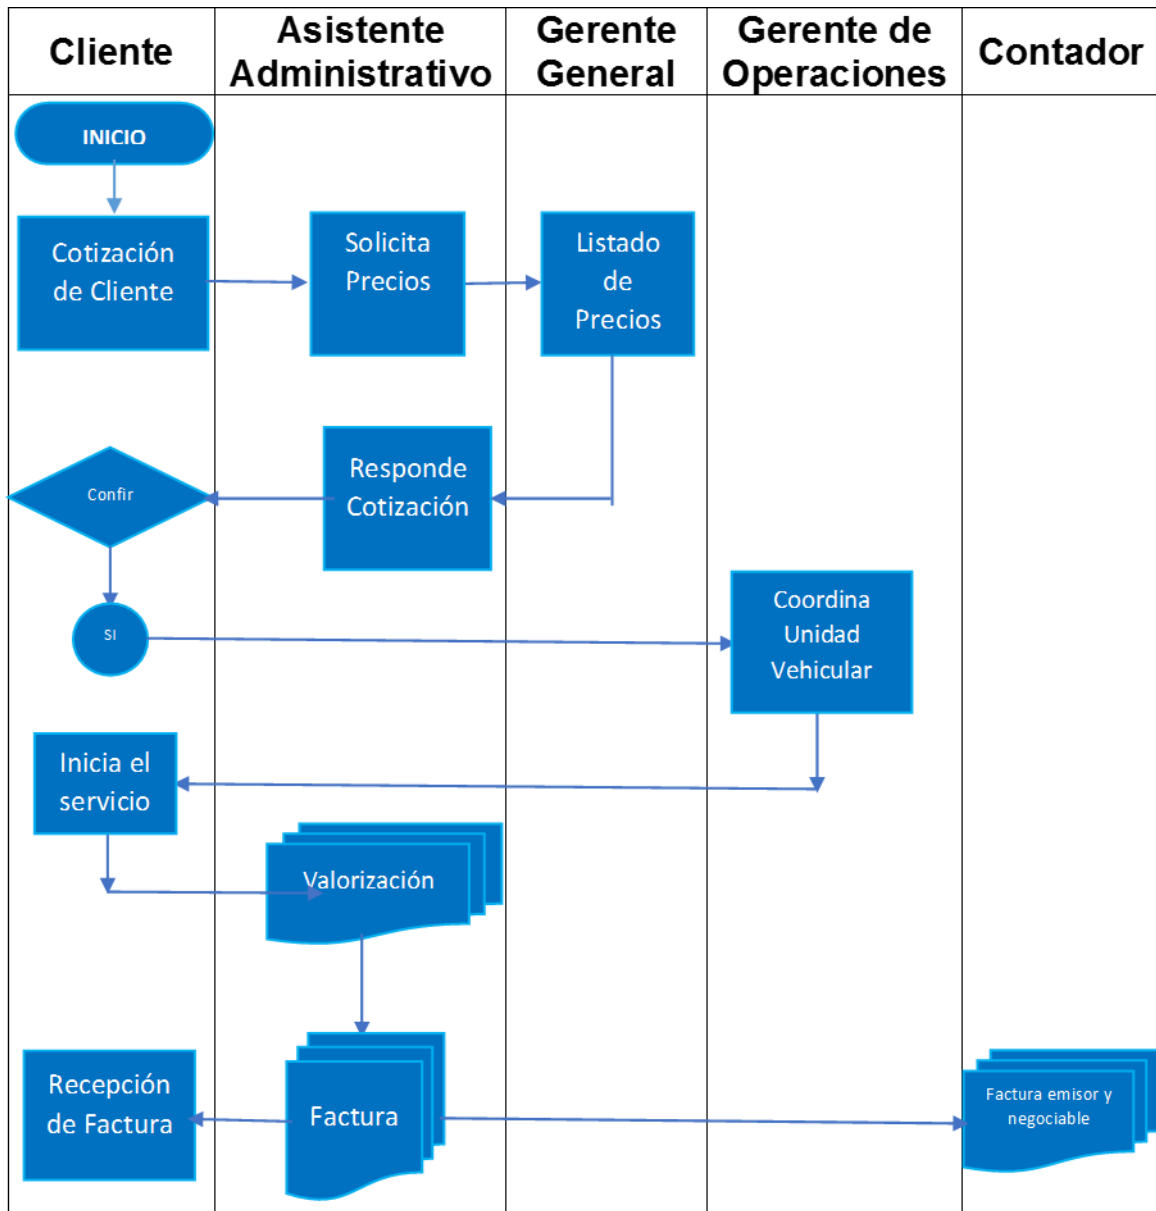 Cliente
Asistente
Administrativo
Gerente
General
Gerente de
Operaciones
Contador
INICIO
Cotización
de Cliente
Solicita
Precios
Listado
de
Precios
Responde
Cotización
Confir
SI
Coordina
Unidad
Vehicular
Inicia el
servicio
Valorización
Recepción
de Factura
Factura
Factura emisor y
negociable